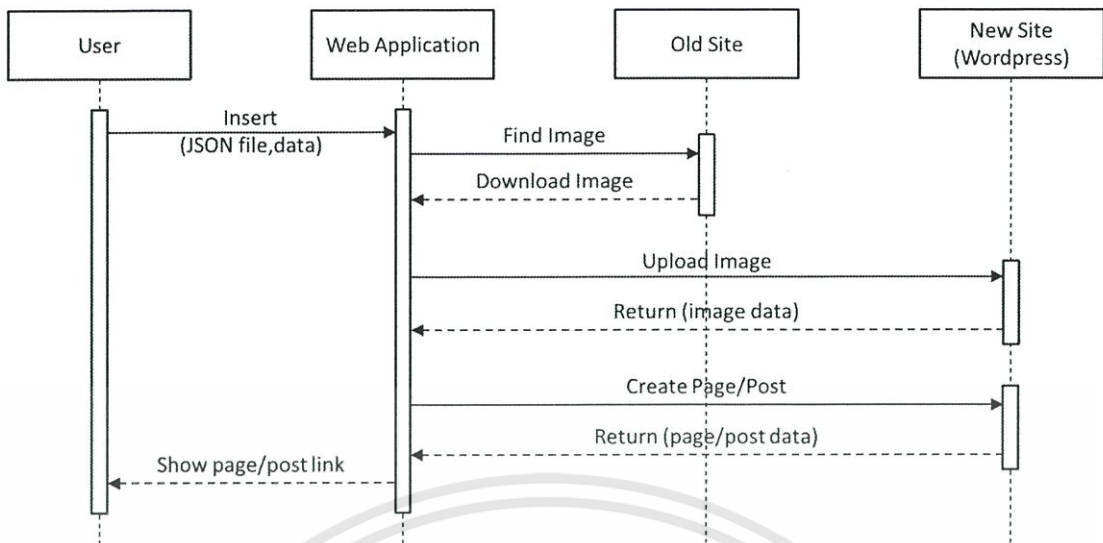 User
Web Application
Old Site
New Site
(Wordpress)
Insert
(JSON file,data)
Find Image
Download Image
Upload Image
Return (image data)
Create Page/Post
Return (page/post data)
Show page/post link